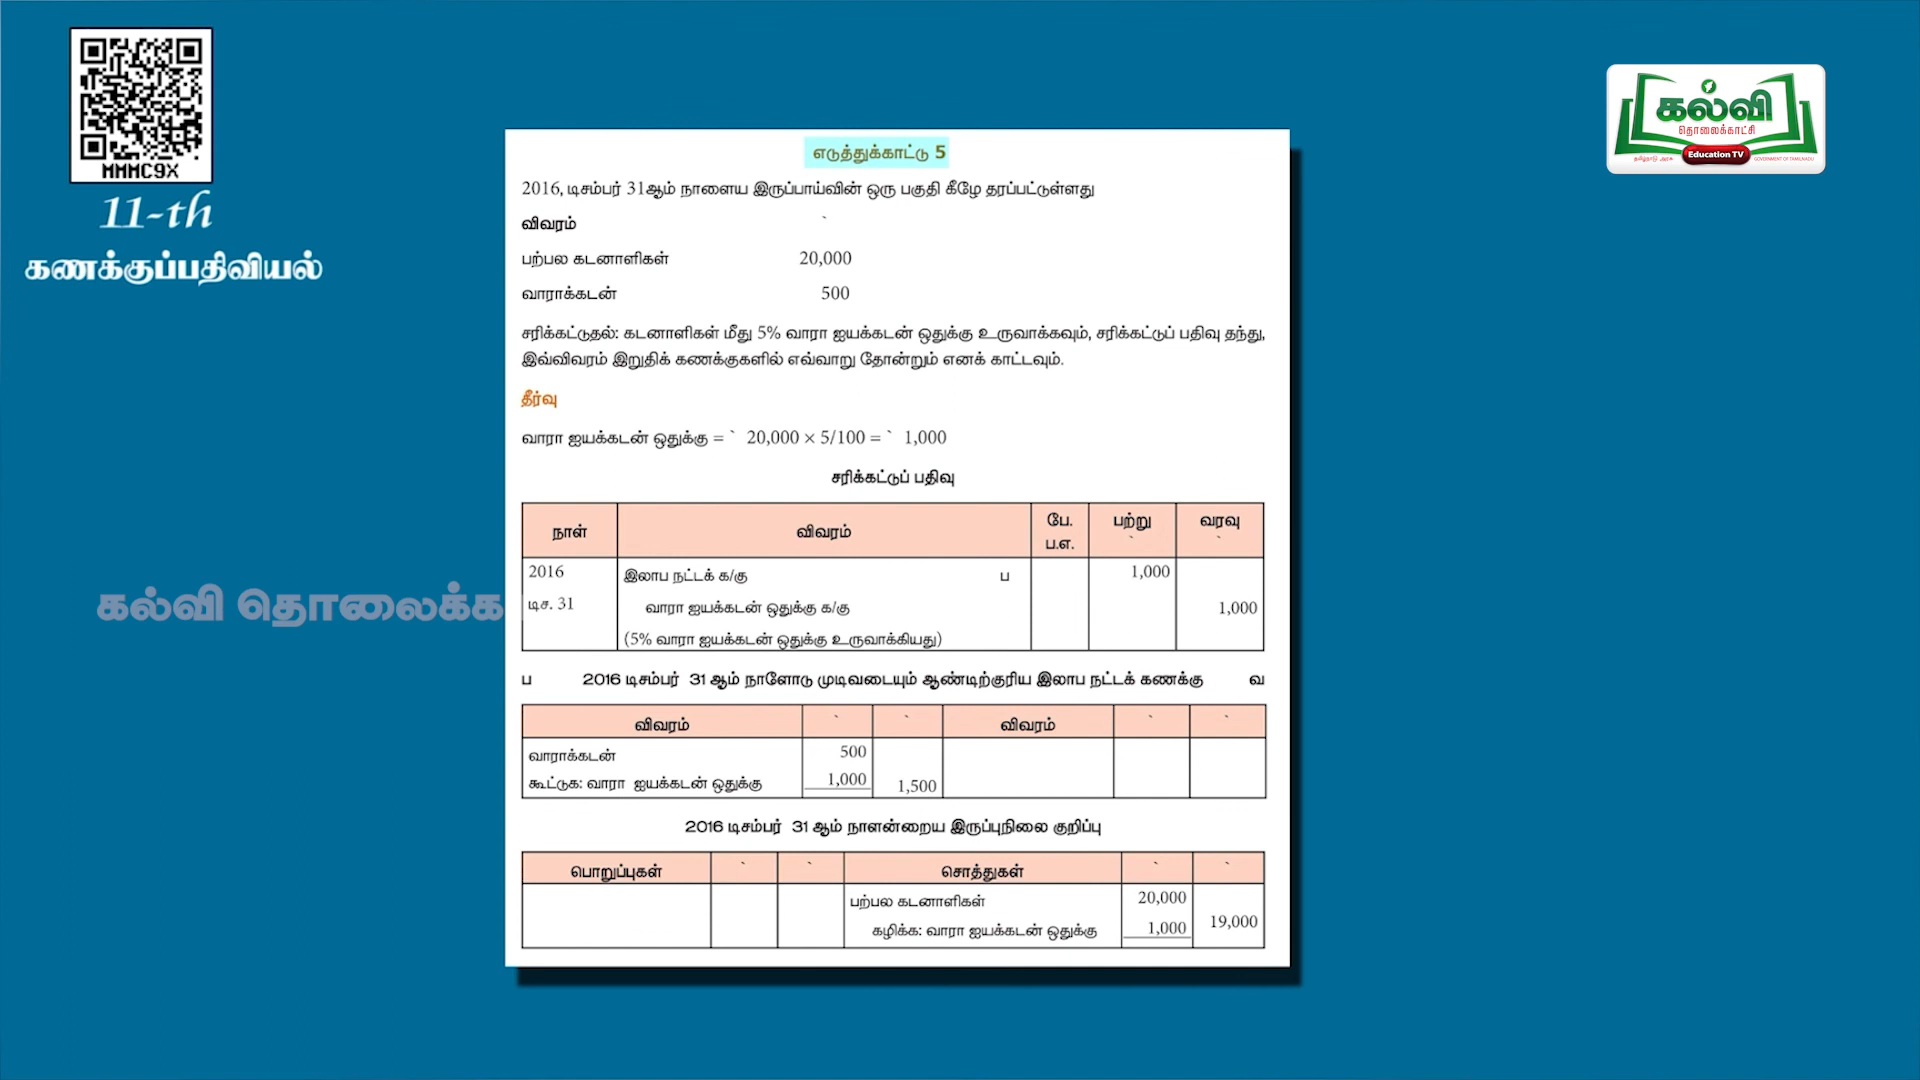 MMMC9X
11-th
கணக்குப்பதிவியல்
கல்வி
தொலைக்காட்சி
தமிழ்நாடு அரசு Education TV GOVERNMENT OF TAMILNADU
கல்வி தொலைக்க
எடுத்துக்காட்டு 5
2016, டிசம்பர் 31ஆம் நாளைய இருப்பாய்வின் ஒரு பகுதி கீழே தரப்பட்டுள்ளது
விவரம் `
பற்பல கடனாளிகள் 20,000
வாராக்கடன் 500
சரிக்கட்டுதல்: கடனாளிகள் மீது 5% வாரா ஐயக்கடன் ஒதுக்கு உருவாக்கவும், சரிக்கட்டுப் பதிவு தந்து,
இவ்விவரம் இறுதிக் கணக்குகளில் எவ்வாறு தோன்றும் எனக் காட்டவும்.
தீர்வு
வாரா ஐயக்கடன் ஒதுக்கு = ` 20,000 × 5/100 = ` 1,000
சரிக்கட்டுப் பதிவு
நாள் விவரம் பே. ப.எ. பற்று ` வரவு `
2016 இலாப நட்டக் க/கு ப 1,000
டிச. 31 வாரா ஐயக்கடன் ஒதுக்கு க/கு 1,000
(5% வாரா ஐயக்கடன் ஒதுக்கு உருவாக்கியது)
ப 2016 டிசம்பர் 31 ஆம் நாளோடு முடிவடையும் ஆண்டிற்குரிய இலாப நட்டக் கணக்கு வ
விவரம் ` ` விவரம் ` `
வாராக்கடன் 500
கூட்டுக: வாரா ஐயக்கடன் ஒதுக்கு 1,000 1,500
2016 டிசம்பர் 31 ஆம் நாளன்றைய இருப்புநிலை குறிப்பு
பொறுப்புகள் ` ` சொத்துகள் ` `
பற்பல கடனாளிகள் 20,000
கழிக்க: வாரா ஐயக்கடன் ஒதுக்கு 1,000 19,000